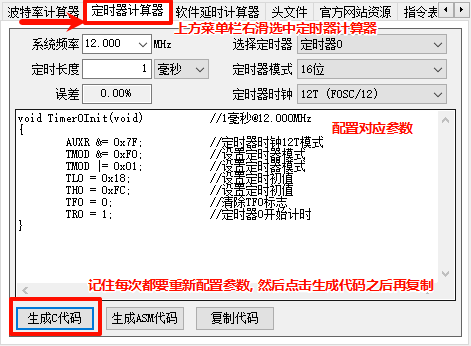 波特率计算器 定时器计算器 软件延时计算器 头文件 官方网站资源 指令表
上方菜单栏右滑选中定时器计算器
系统频率 12.000 MHz 选择定时器 定时器0
定时长度 1 毫秒 定时器模式 16位
误差 0.00% 定时器时钟 12T (FOSC/12)
void Timer0Init(void) //1毫秒@12.000MHz
配置对应参数
{
AUXR &= 0x7F; //定时器时钟12T模式
TMOD &= 0xF0; //设置定时器模式
TMOD |= 0x01; //设置定时器模式
TL0 = 0x18; //设置定时初值
TH0 = 0xFC; //设置定时初值
TF0 = 0; //清除TF0标志
TR0 = 1; //定时器0开始计时
}
记住每次都要重新配置参数, 然后点击生成代码之后再复制
生成C代码 生成ASM代码 复制代码